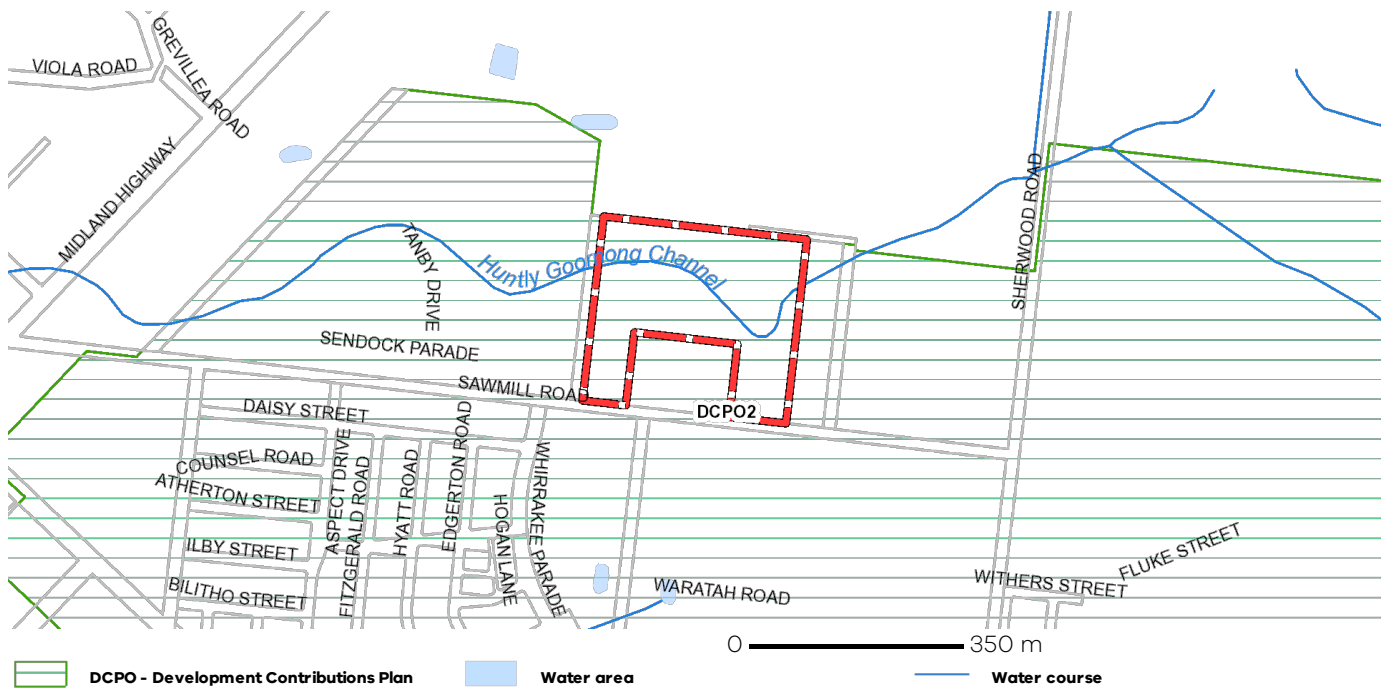 GREVILLEA ROAD
VIOLA ROAD
MIDLAND HIGHWAY
SHERWOOD ROAD
TANBY DRIVE
Huntly Goornong Channel
SENDOCK PARADE
SAWMILL ROAD
DCPO2
DAISY STREET
COUNSEL ROAD
ATHERTON STREET
ASPECT DRIVE
FITZGERALD ROAD
HYATT ROAD
EDGERTON ROAD
HOGAN LANE
WHIRRAKEE PARADE
ILBY STREET
BILITHO STREET
WARATAH ROAD
WITHERS STREET
FLUKE STREET
0 350 m
DCPO - Development Contributions Plan
Water area
Water course